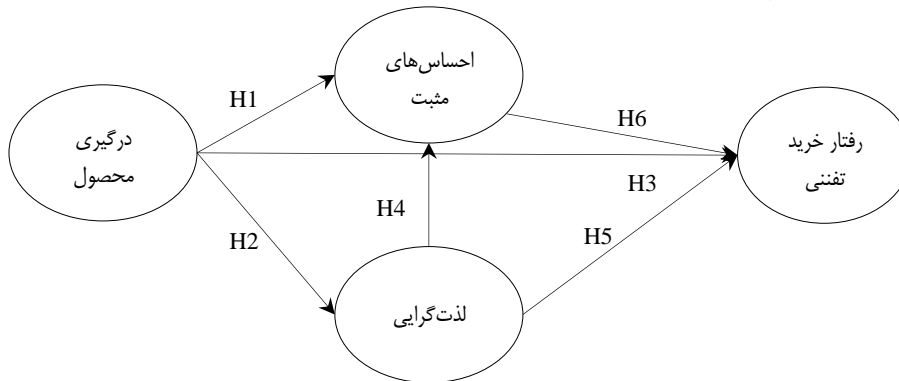 احساس‌های
مثبت
H1
H6
درگیری
محصول
رفتار خرید
تفننی
H3
H4
H2
H5
لذت‌گرایی